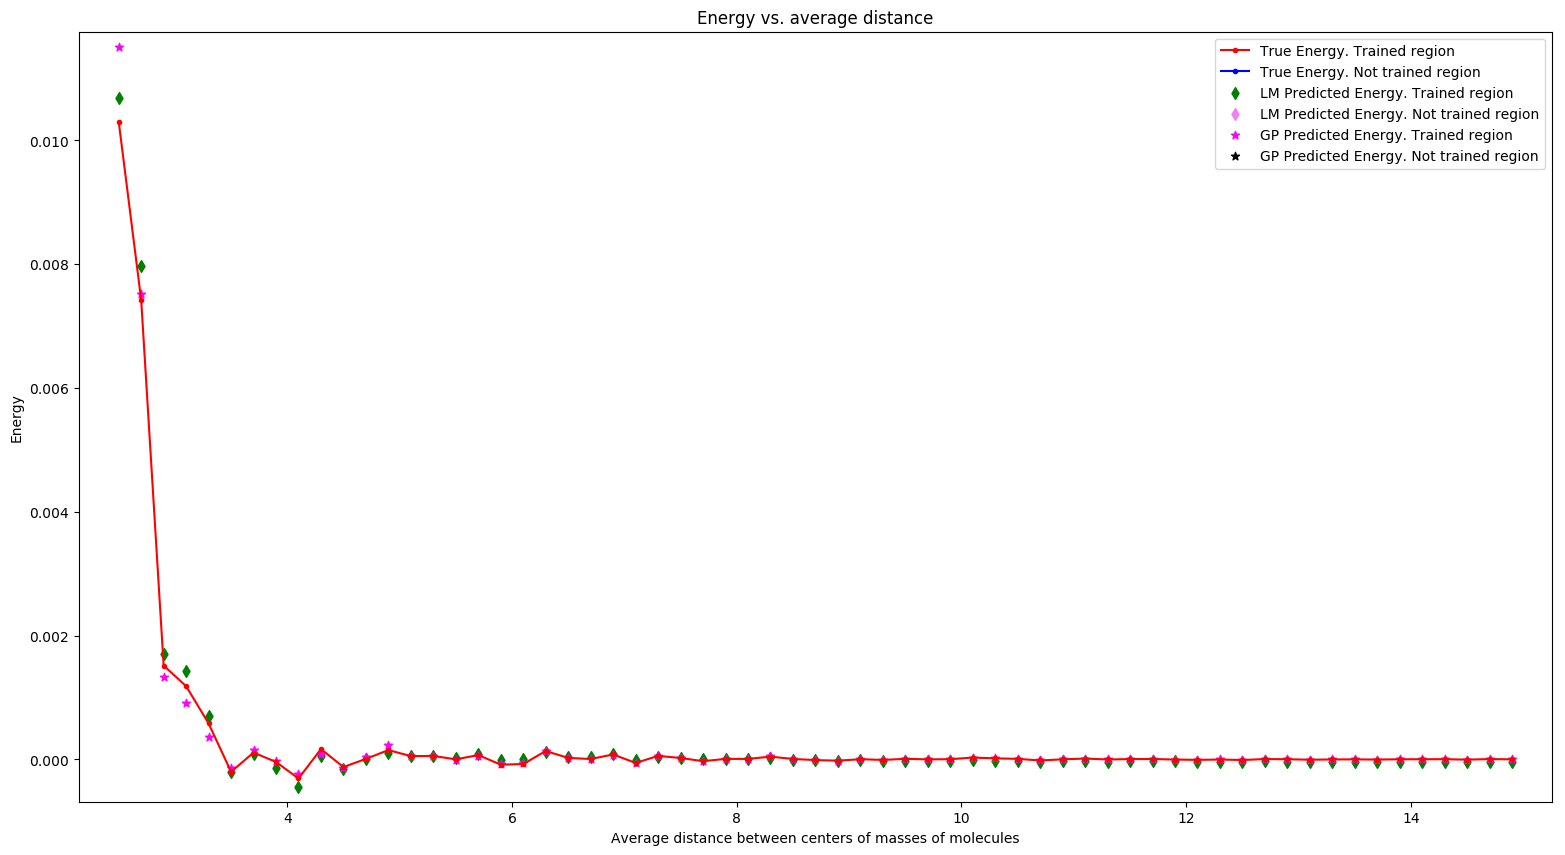 Energy vs. average distance
True Energy. Trained region
True Energy. Not trained region
LM Predicted Energy. Trained region
LM Predicted Energy. Not trained region
GP Predicted Energy. Trained region
GP Predicted Energy. Not trained region
0.010
0.008
0.006
0.004
0.002
0.000
Energy
4 6 8 10 12 14
Average distance between centers of masses of molecules